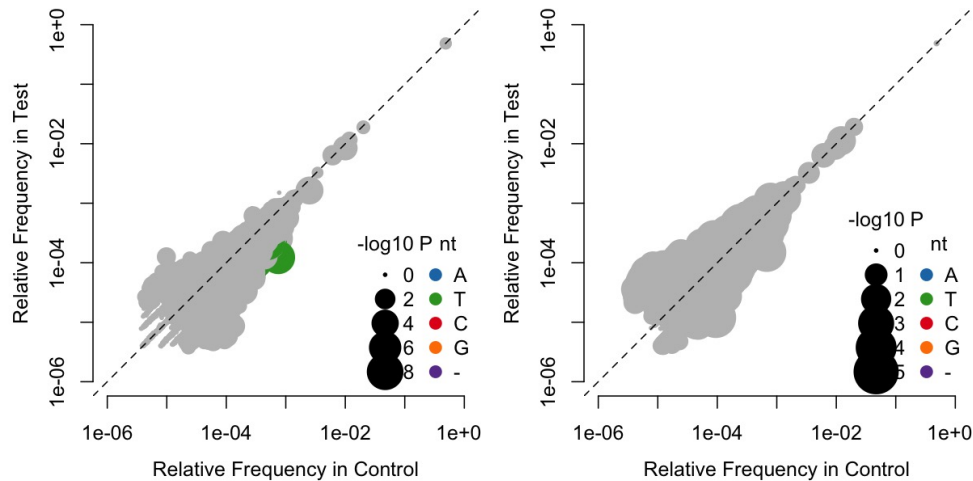 Relative Frequency in Test
1e+0
1e-02
1e-04
1e-06
-log10 P nt
0 A
2 T
4 C
6 G
8 -
1e-06 1e-04 1e-02 1e+0
Relative Frequency in Control
Relative Frequency in Test
1e+0
1e-02
1e-04
1e-06
-log10 P
nt
0
1 A
2 T
3 C
4 G
5 -
1e-06 1e-04 1e-02 1e+0
Relative Frequency in Control